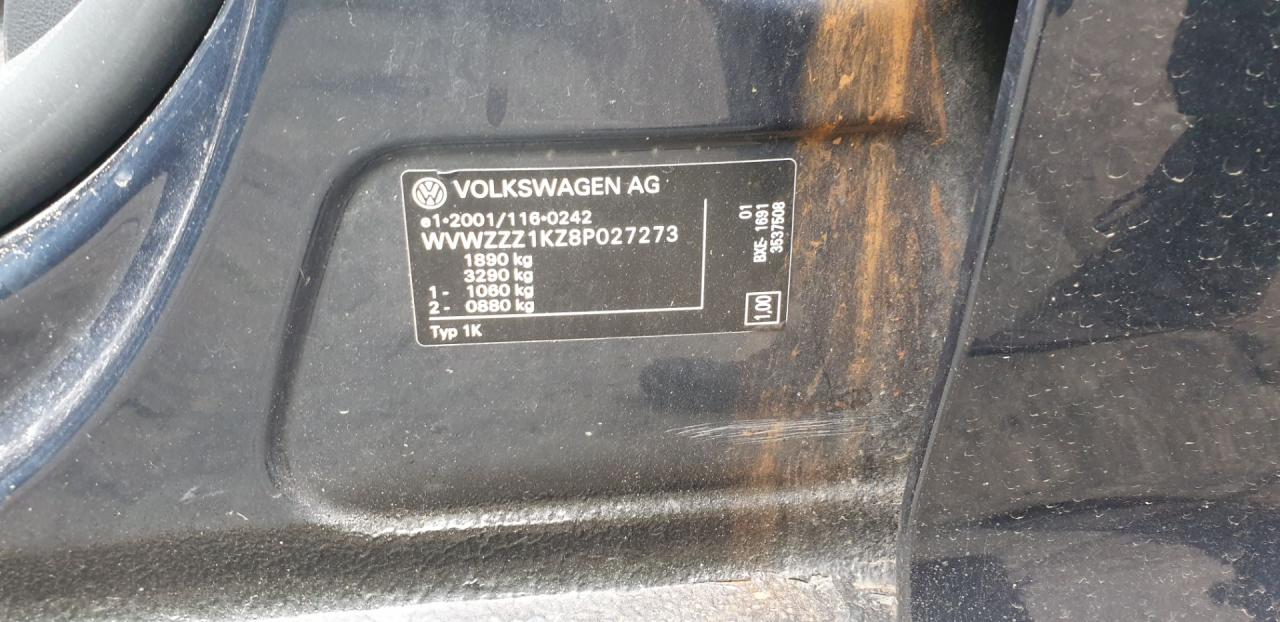 VOLKSWAGEN AG
e1*2001/116*0242
WVWZZZ1KZ8P027273
1890 kg
3290 kg
1 - 1060 kg
2 - 0880 kg
Typ 1K
01
BXE- 1691
3537508
1,00